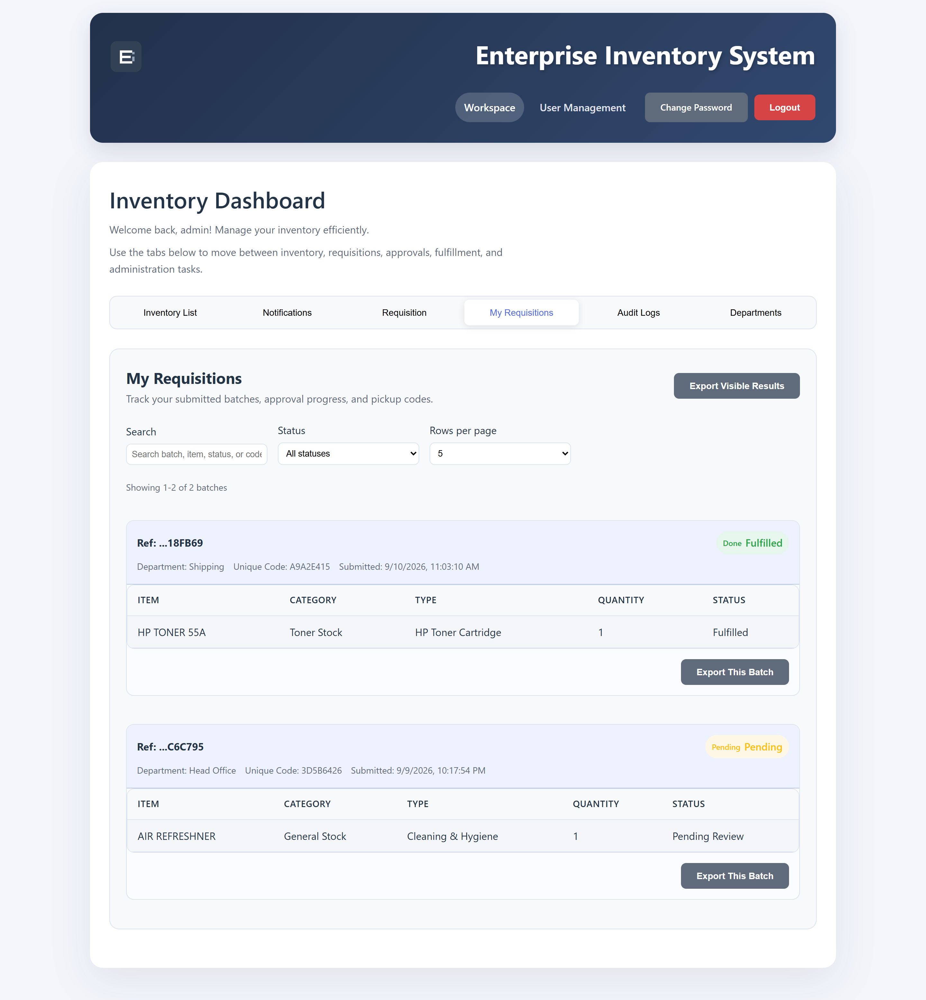 Enterprise Inventory System
Workspace User Management Change Password Logout
Inventory Dashboard
Welcome back, admin! Manage your inventory efficiently.
Use the tabs below to move between inventory, requisitions, approvals, fulfillment, and
administration tasks.
Inventory List Notifications Requisition My Requisitions Audit Logs Departments
My Requisitions
Export Visible Results
Track your submitted batches, approval progress, and pickup codes.
Search Status Rows per page
Search batch, item, status, or code All statuses 5
Showing 1-2 of 2 batches
Ref: ...18FB69 Done Fulfilled
Department: Shipping Unique Code: A9A2E415 Submitted: 9/10/2026, 11:03:10 AM
ITEM CATEGORY TYPE QUANTITY STATUS
HP TONER 55A Toner Stock HP Toner Cartridge 1 Fulfilled
Export This Batch
Ref: ...C6C795 Pending Pending
Department: Head Office Unique Code: 3D5B6426 Submitted: 9/9/2026, 10:17:54 PM
ITEM CATEGORY TYPE QUANTITY STATUS
AIR REFRESHNER General Stock Cleaning & Hygiene 1 Pending Review
Export This Batch